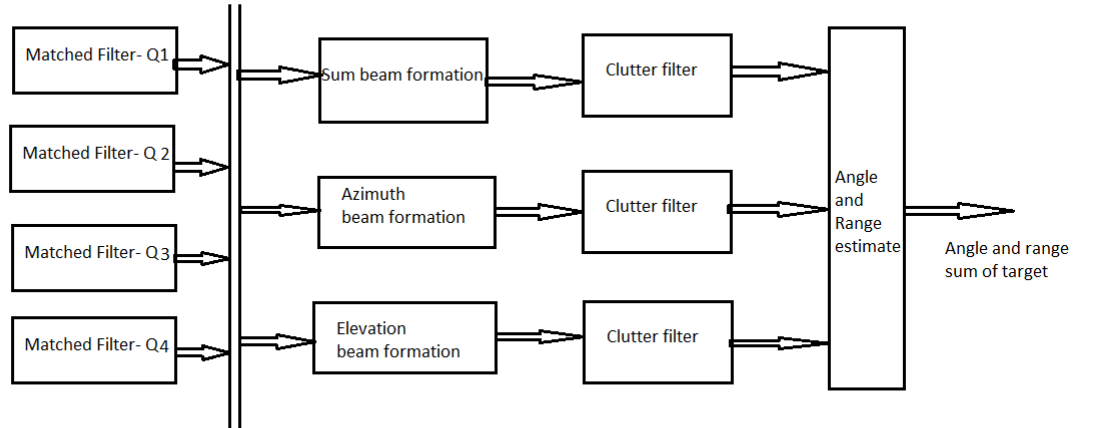 Matched Filter- Q1
Matched Filter- Q 2
Matched Filter- Q3
Matched Filter- Q4
Sum beam formation
Azimuth
beam formation
Elevation
beam formation
Clutter filter
Clutter filter
Clutter filter
Angle
and
Range
estimate
Angle and range
sum of target